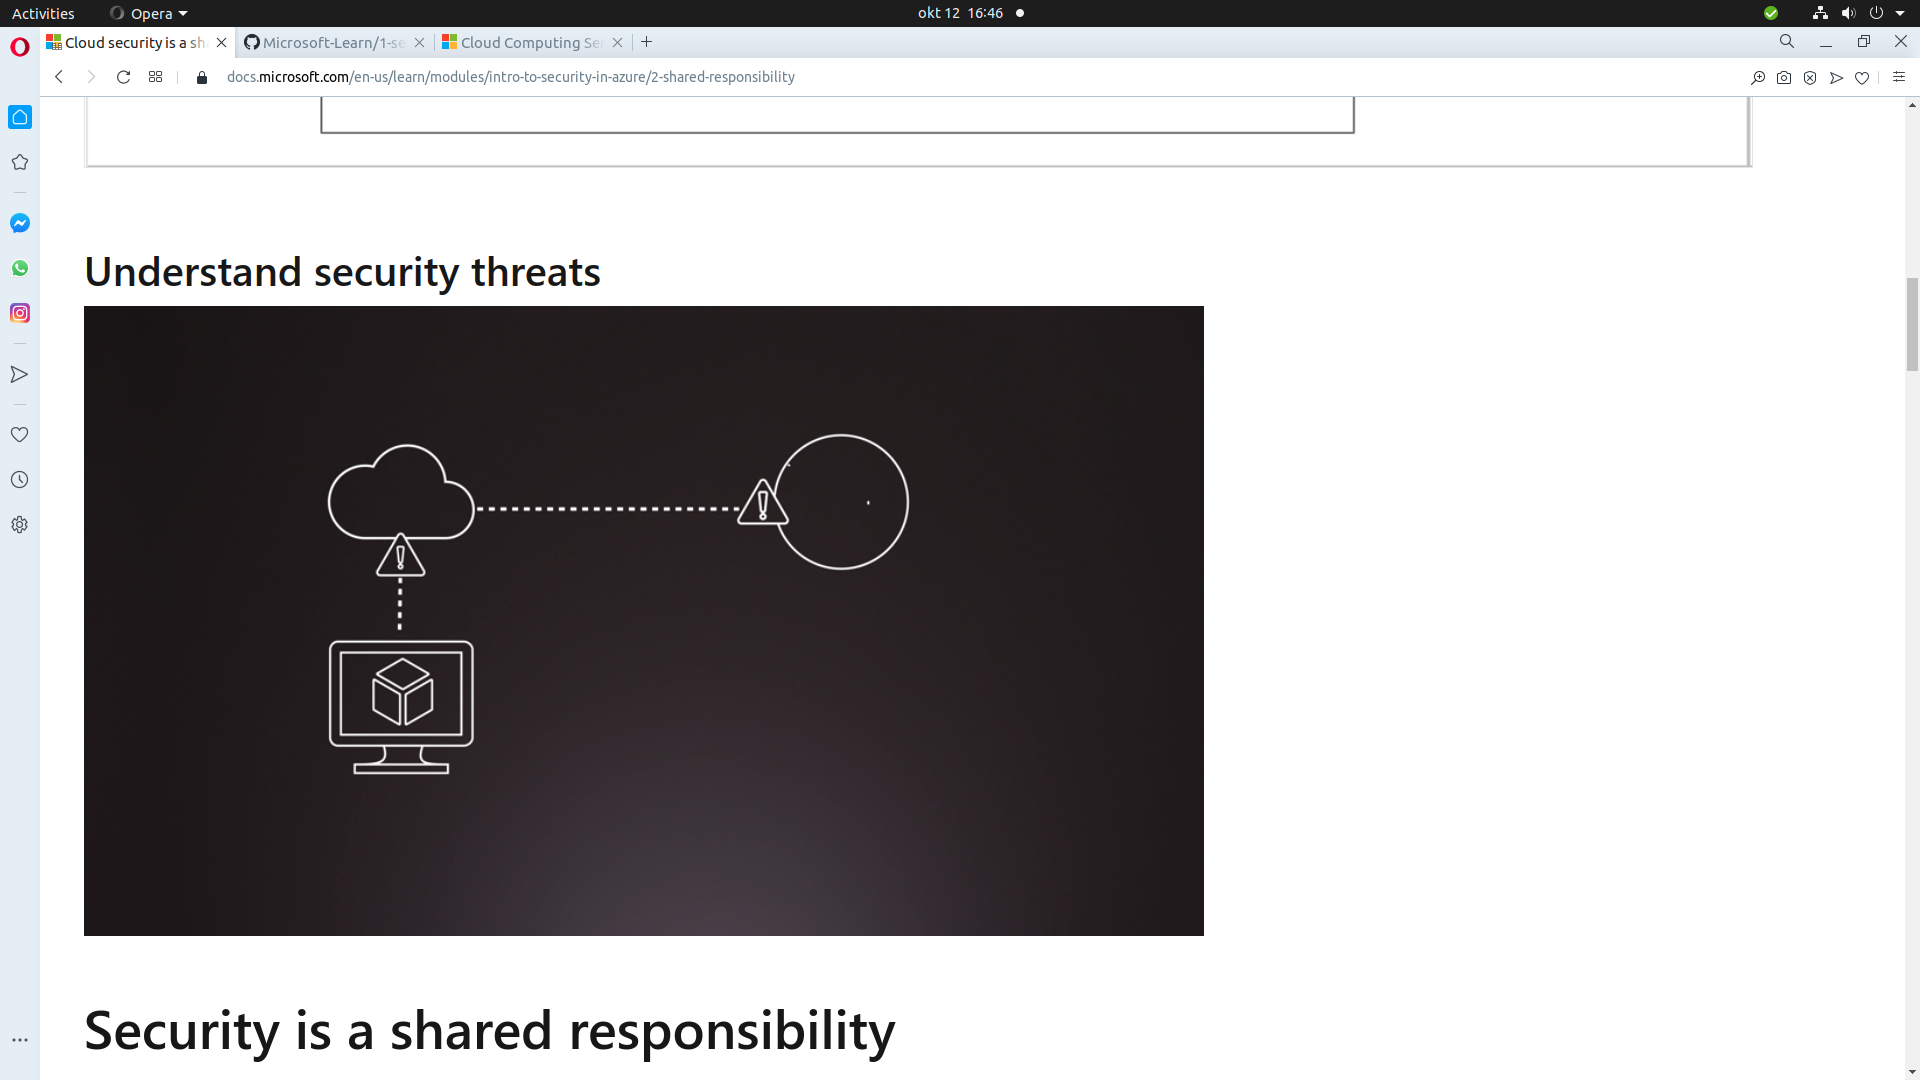 Activities
Opera
okt 12 16:46
Cloud security is a sh
Microsoft-Learn/1-se
Cloud Computing Se
docs.microsoft.com/en-us/learn/modules/intro-to-security-in-azure/2-shared-responsibility
Understand security threats
Security is a shared responsibility